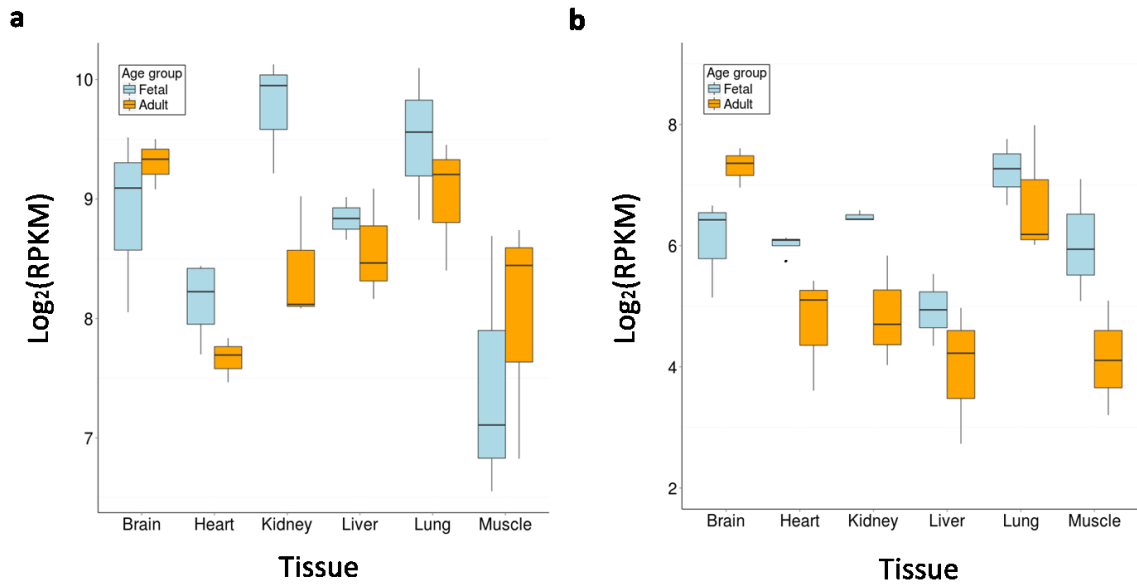 a
Log₂(RPKM)
10
9
8
7
Age group
Fetal
Adult
Brain Heart Kidney Liver Lung Muscle
Tissue
b
Log₂(RPKM)
8
6
4
2
Age group
Fetal
Adult
Brain Heart Kidney Liver Lung Muscle
Tissue